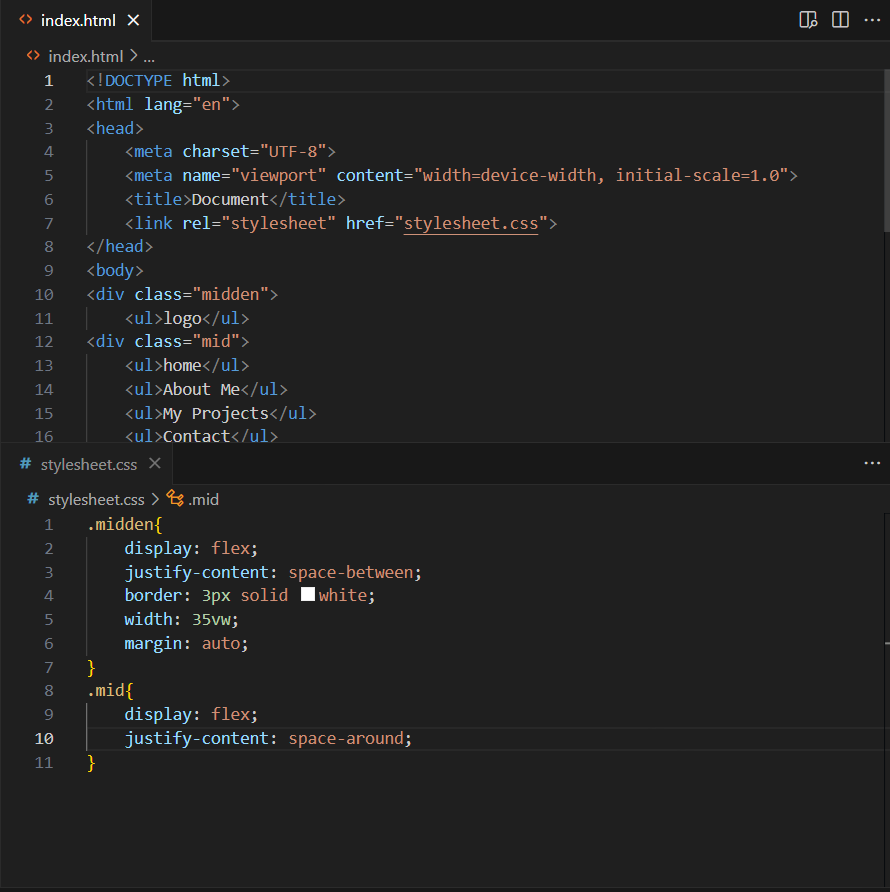 index.html
index.html > ...
1 <!DOCTYPE html>
2 <html lang="en">
3 <head>
4     <meta charset="UTF-8">
5     <meta name="viewport" content="width=device-width, initial-scale=1.0">
6     <title>Document</title>
7     <link rel="stylesheet" href="stylesheet.css">
8 </head>
9 <body>
10 <div class="midden">
11     <ul>logo</ul>
12 <div class="mid">
13     <ul>home</ul>
14     <ul>About Me</ul>
15     <ul>My Projects</ul>
16     <ul>Contact</ul>
# stylesheet.css
# stylesheet.css > .mid
1 .midden{
2     display: flex;
3     justify-content: space-between;
4     border: 3px solid white;
5     width: 35vw;
6     margin: auto;
7 }
8 .mid{
9     display: flex;
10     justify-content: space-around;
11 }